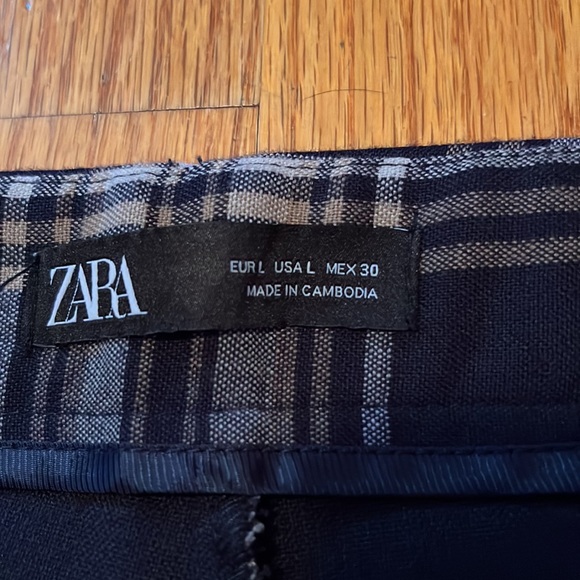 ZARA
EUR L USA L MEX 30
MADE IN CAMBODIA